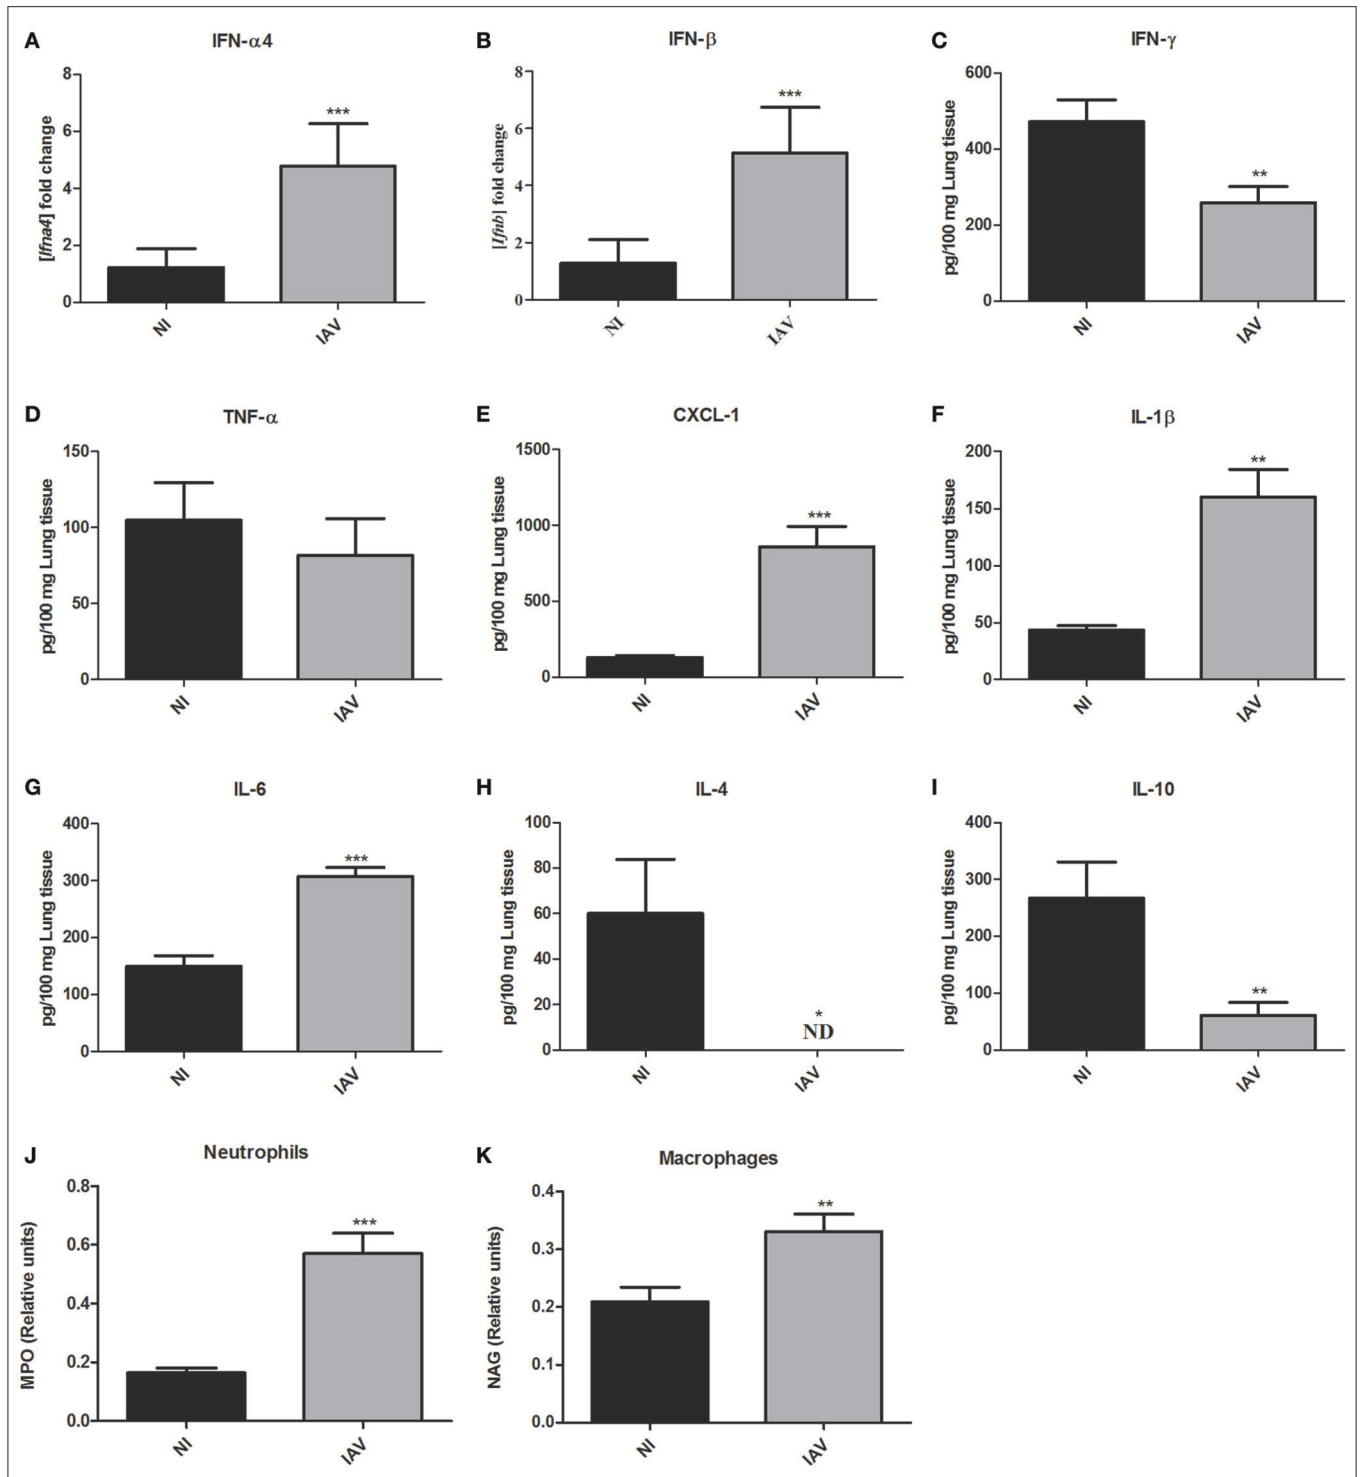 A
IFN-α4
[Ifna4] fold change
8
6
4
2
0
***
NI
IAV
B
IFN-β
[Ifnb] fold change
8
6
4
2
0
***
NI
IAV
C
IFN-γ
pg/100 mg Lung tissue
600
400
200
0
**
NI
IAV
D
TNF-α
pg/100 mg Lung tissue
150
100
50
0
NI
IAV
E
CXCL-1
pg/100 mg Lung tissue
1500
1000
500
0
***
NI
IAV
F
IL-1β
pg/100 mg Lung tissue
200
150
100
50
0
**
NI
IAV
G
IL-6
pg/100 mg Lung tissue
400
300
200
100
0
***
NI
IAV
H
IL-4
pg/100 mg Lung tissue
100
80
60
40
20
0
*
ND
NI
IAV
I
IL-10
pg/100 mg Lung tissue
400
300
200
100
0
**
NI
IAV
J
Neutrophils
MPO (Relative units)
0.8
0.6
0.4
0.2
0.0
***
NI
IAV
K
Macrophages
NAG (Relative units)
0.4
0.3
0.2
0.1
0.0
**
NI
IAV